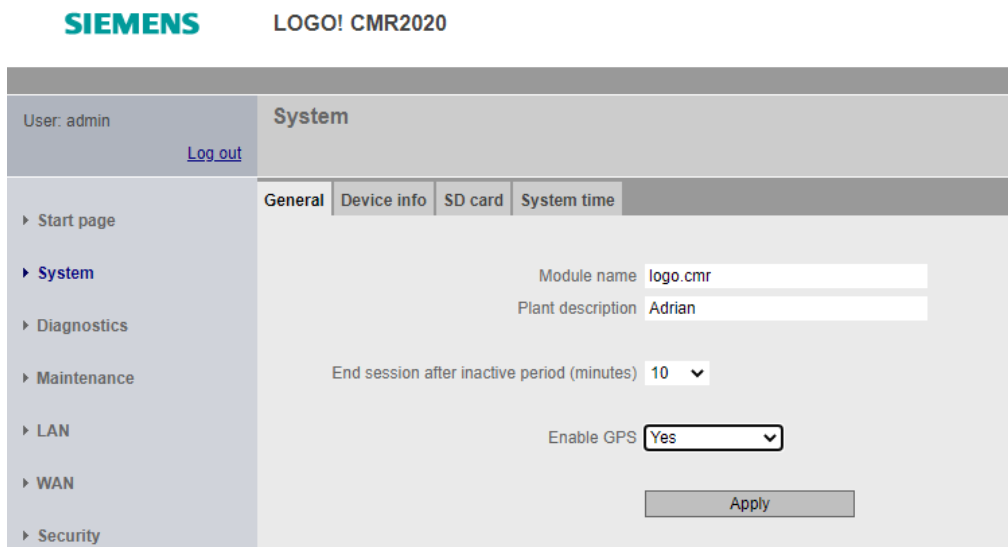 SIEMENS LOGO! CMR2020
User: admin
Log out
System
General Device info SD card System time
Start page
System
Diagnostics
Maintenance
LAN
WAN
Security
Module name logo.cmr
Plant description Adrian
End session after inactive period (minutes) 10
Enable GPS Yes
Apply